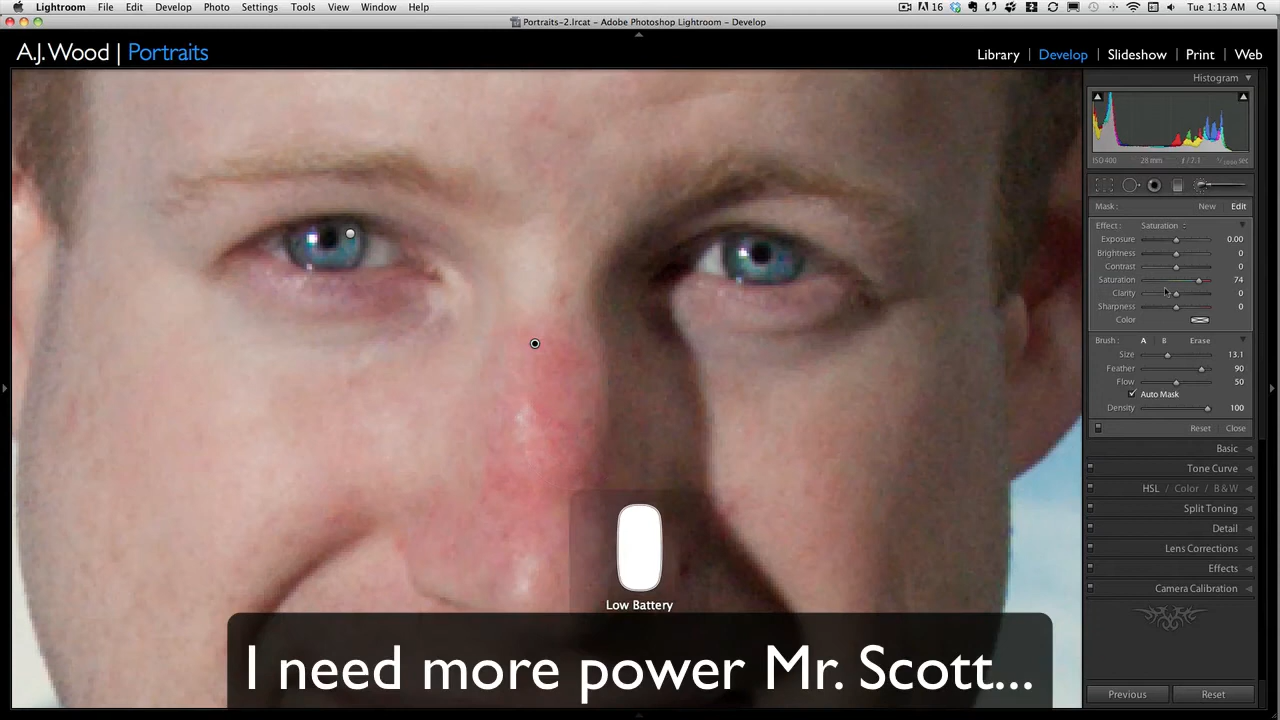 Lightroom File Edit Develop Photo Settings Tools View Window Help 16 2 Tue 1:13 AM
Portraits-2.lrcat – Adobe Photoshop Lightroom – Develop
A.J. Wood | Portraits
Library | Develop | Slideshow | Print | Web
Histogram
ISO 400 28 mm f / 7.1 sec
Mask : New Edit
Effect : Saturation
Exposure 0.00
Brightness 0
Contrast 0
Saturation 74
Clarity 0
Sharpness 0
Color
Brush : A B Erase
Size 13.1
Feather 90
Flow 50
Auto Mask
Density 100
Reset Close
Basic
Tone Curve
HSL / Color / B & W
Split Toning
Detail
Lens Corrections
Effects
Camera Calibration
Previous Reset
Low Battery
I need more power Mr. Scott...